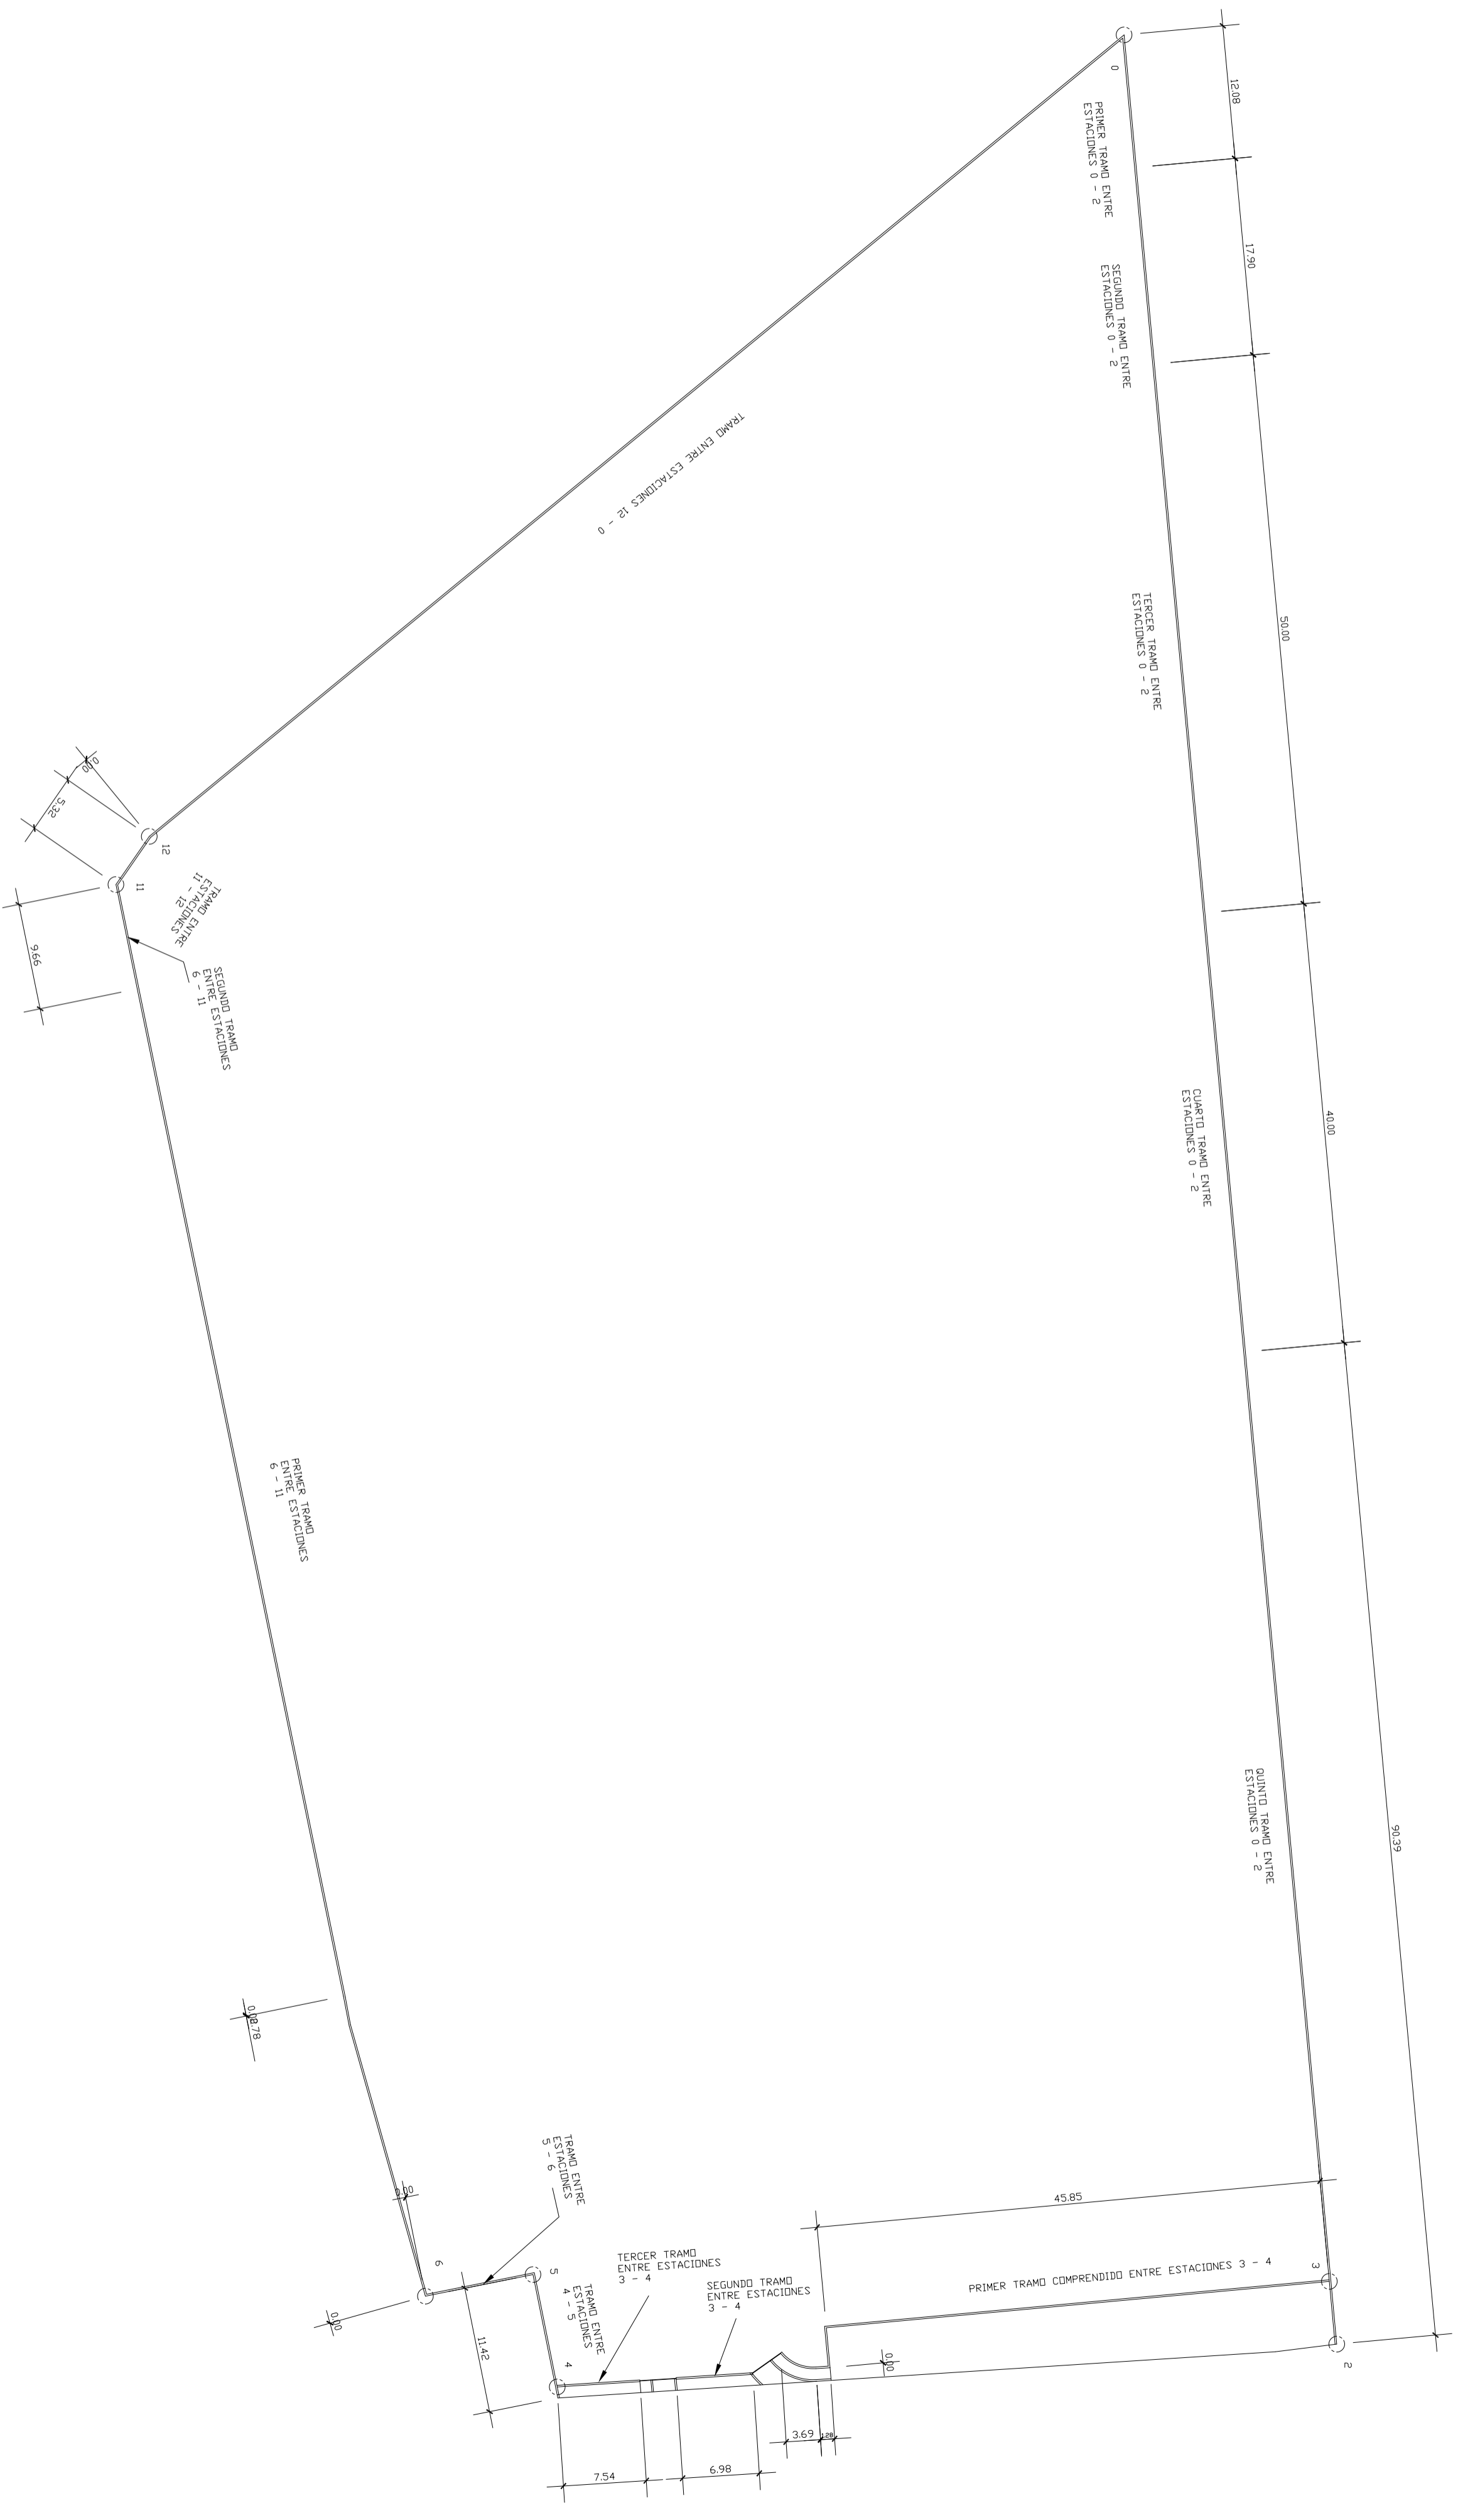 0
12.08
PRIMER TRAMO ENTRE
ESTACIONES 0 - 2
17.90
SEGUNDO TRAMO ENTRE
ESTACIONES 0 - 2
TRAMO ENTRE ESTACIONES 12 - 0
50.00
TERCER TRAMO ENTRE
ESTACIONES 0 - 2
0.00
5.32
12
11
TRAMO ENTRE
ESTACIONES
11 - 12
9.66
SEGUNDO TRAMO
ENTRE ESTACIONES
6 - 11
40.00
CUARTO TRAMO ENTRE
ESTACIONES 0 - 2
PRIMER TRAMO
ENTRE ESTACIONES
6 - 11
QUINTO TRAMO ENTRE
ESTACIONES 0 - 2
90.39
0.00
TRAMO ENTRE
ESTACIONES
5 - 6
0.00
45.85
6
5
3
PRIMER TRAMO COMPRENDIDO ENTRE ESTACIONES 3 - 4
TERCER TRAMO
ENTRE ESTACIONES
3 - 4
SEGUNDO TRAMO
ENTRE ESTACIONES
3 - 4
TRAMO ENTRE
ESTACIONES
4 - 5
0.00
11.42
4
0.00
2
3.69
1.28
7.54
6.98